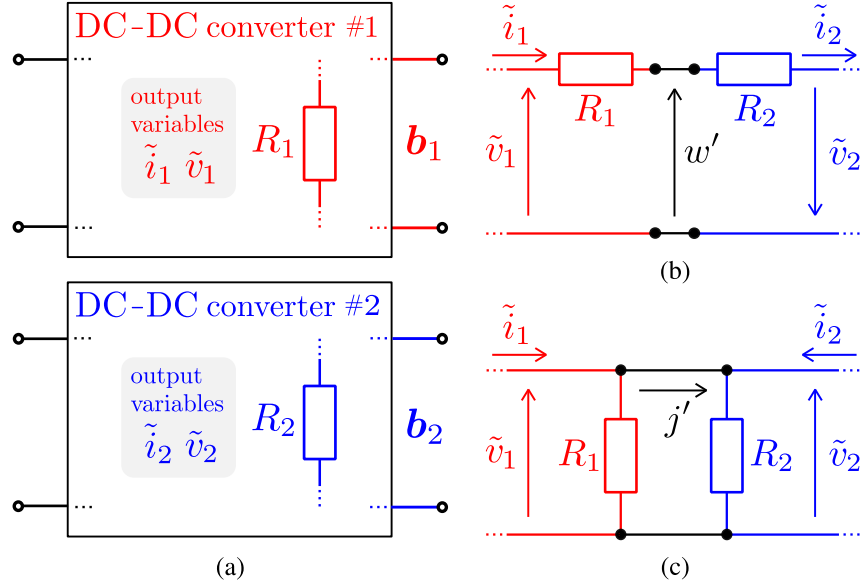 DC-DC converter #1
output
variables
ĩ₁ ṽ₁
R₁
b₁
DC-DC converter #2
output
variables
ĩ₂ ṽ₂
R₂
b₂
(a)
ĩ₁ ĩ₂
R₁ R₂
ṽ₁ w′ ṽ₂
(b)
ĩ₁ ĩ₂
j′
ṽ₁ R₁ R₂ ṽ₂
(c)